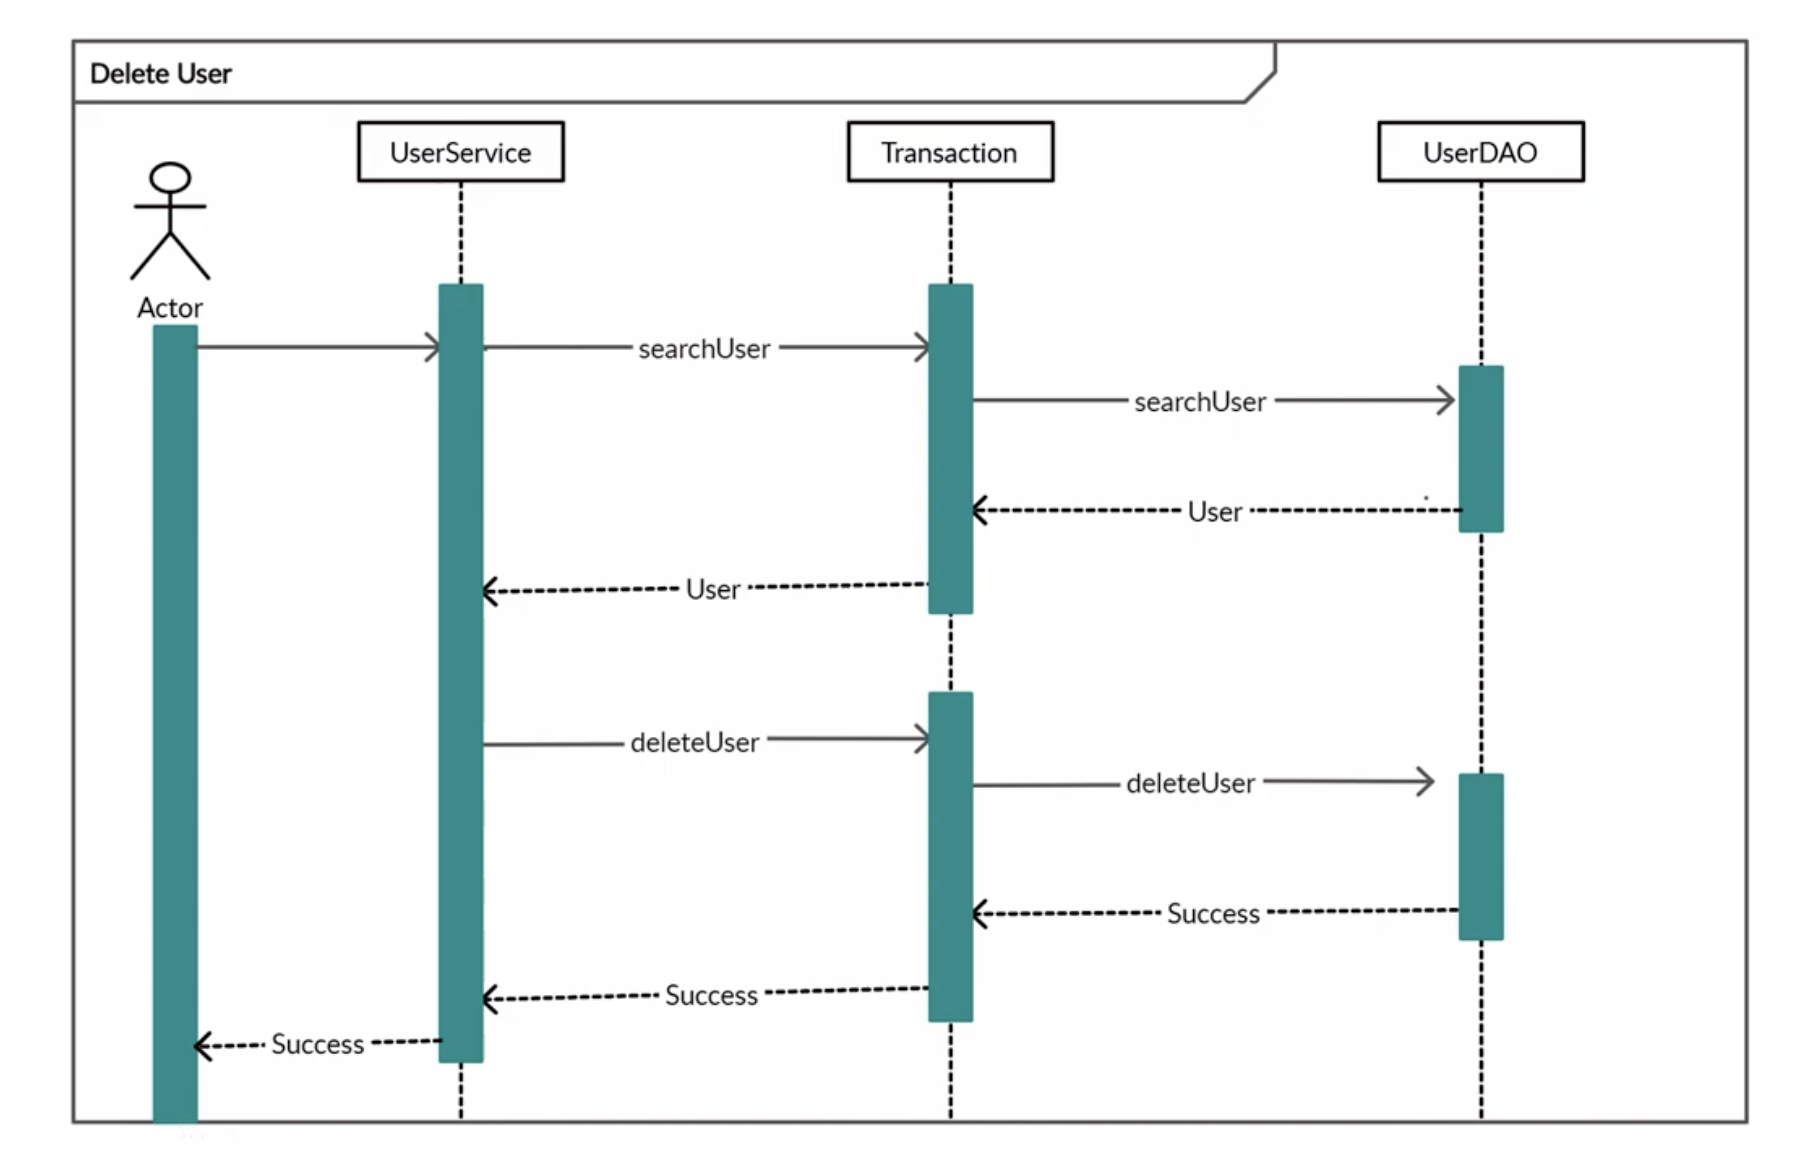 Delete User
UserService
Transaction
UserDAO
Actor
searchUser
searchUser
User
User
deleteUser
deleteUser
Success
Success
Success